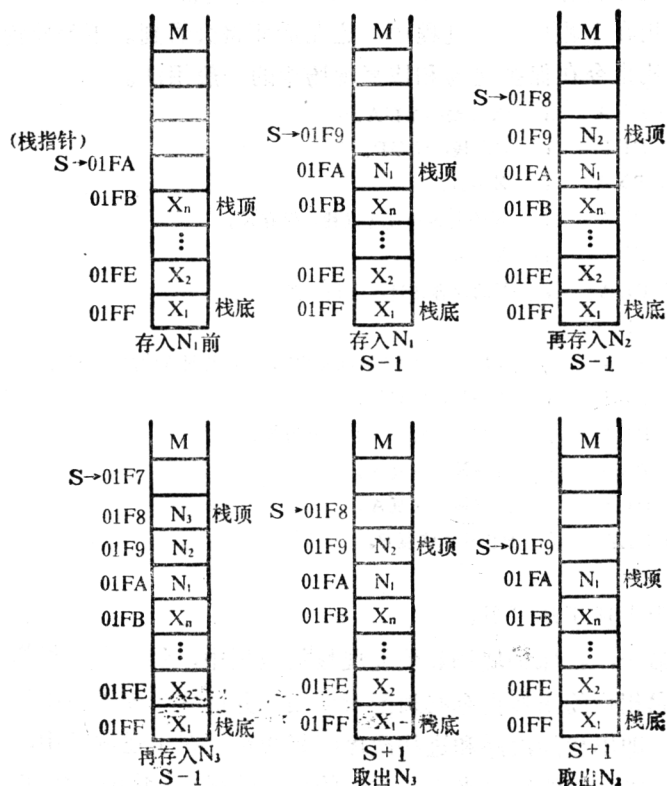 M
(栈指针)
S→01FA
01FB Xn 栈顶
⋮
01FE X2
01FF X1 栈底
存入N1前
M
S→01F9
01FA N1 栈顶
01FB Xn
⋮
01FE X2
01FF X1 栈底
存入N1
S-1
M
S→01F8
01F9 N2 栈顶
01FA N1
01FB Xn
⋮
01FE X2
01FF X1 栈底
再存入N2
S-1
M
S→01F7
01F8 N3 栈顶
01F9 N2
01FA N1
01FB Xn
⋮
01FE X2
01FF X1 栈底
再存入N3
S-1
M
S→01F8
01F9 N2 栈顶
01FA N1
01FB Xn
⋮
01FE X2
01FF X1 栈底
S+1
取出N3
M
S→01F9
01FA N1 栈顶
01FB Xn
⋮
01FE X2
01FF X1 栈底
S+1
取出N2